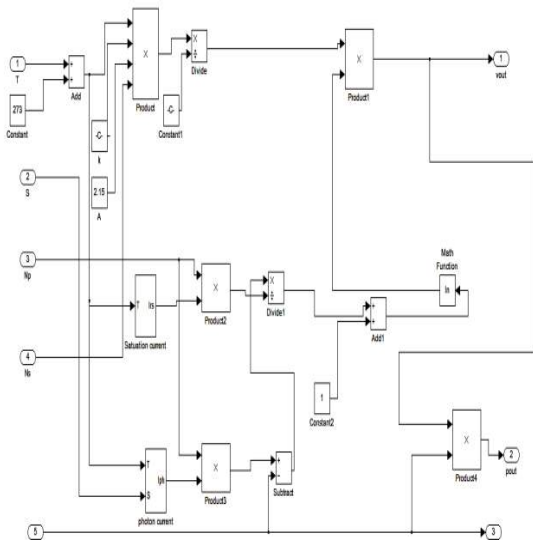 1
T
+
+
Add
273
Constant
-C-
k
2.15
A
X
Product
X
÷
Divide
-C-
Constant1
X
Product1
1
vout
2
S
3
Np
4
Ns
T Irs
Satuation current
X
Product2
X
÷
Divide1
1
Constant2
+
+
Add1
Math
Function
ln
T
S
Iph
photon current
X
Product3
+
-
Subtract
X
Product4
2
pout
5
3